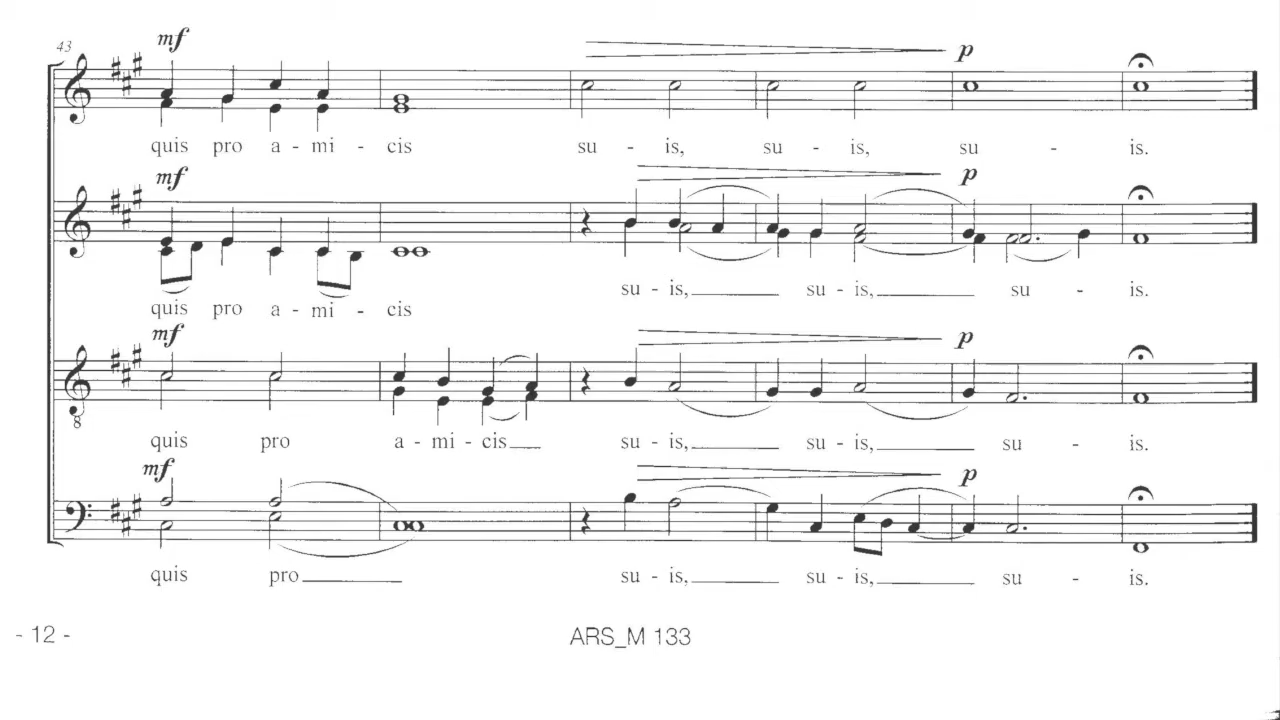 43 mf
quis pro a - mi - cis su - is, su - is, su - is.
p
mf
quis pro a - mi - cis
su - is, su - is, su - is.
p
mf
quis pro a - mi - cis su - is, su - is, su - is.
p
8
mf
quis pro su - is, su - is, su - is.
p
- 12 -
ARS_M 133